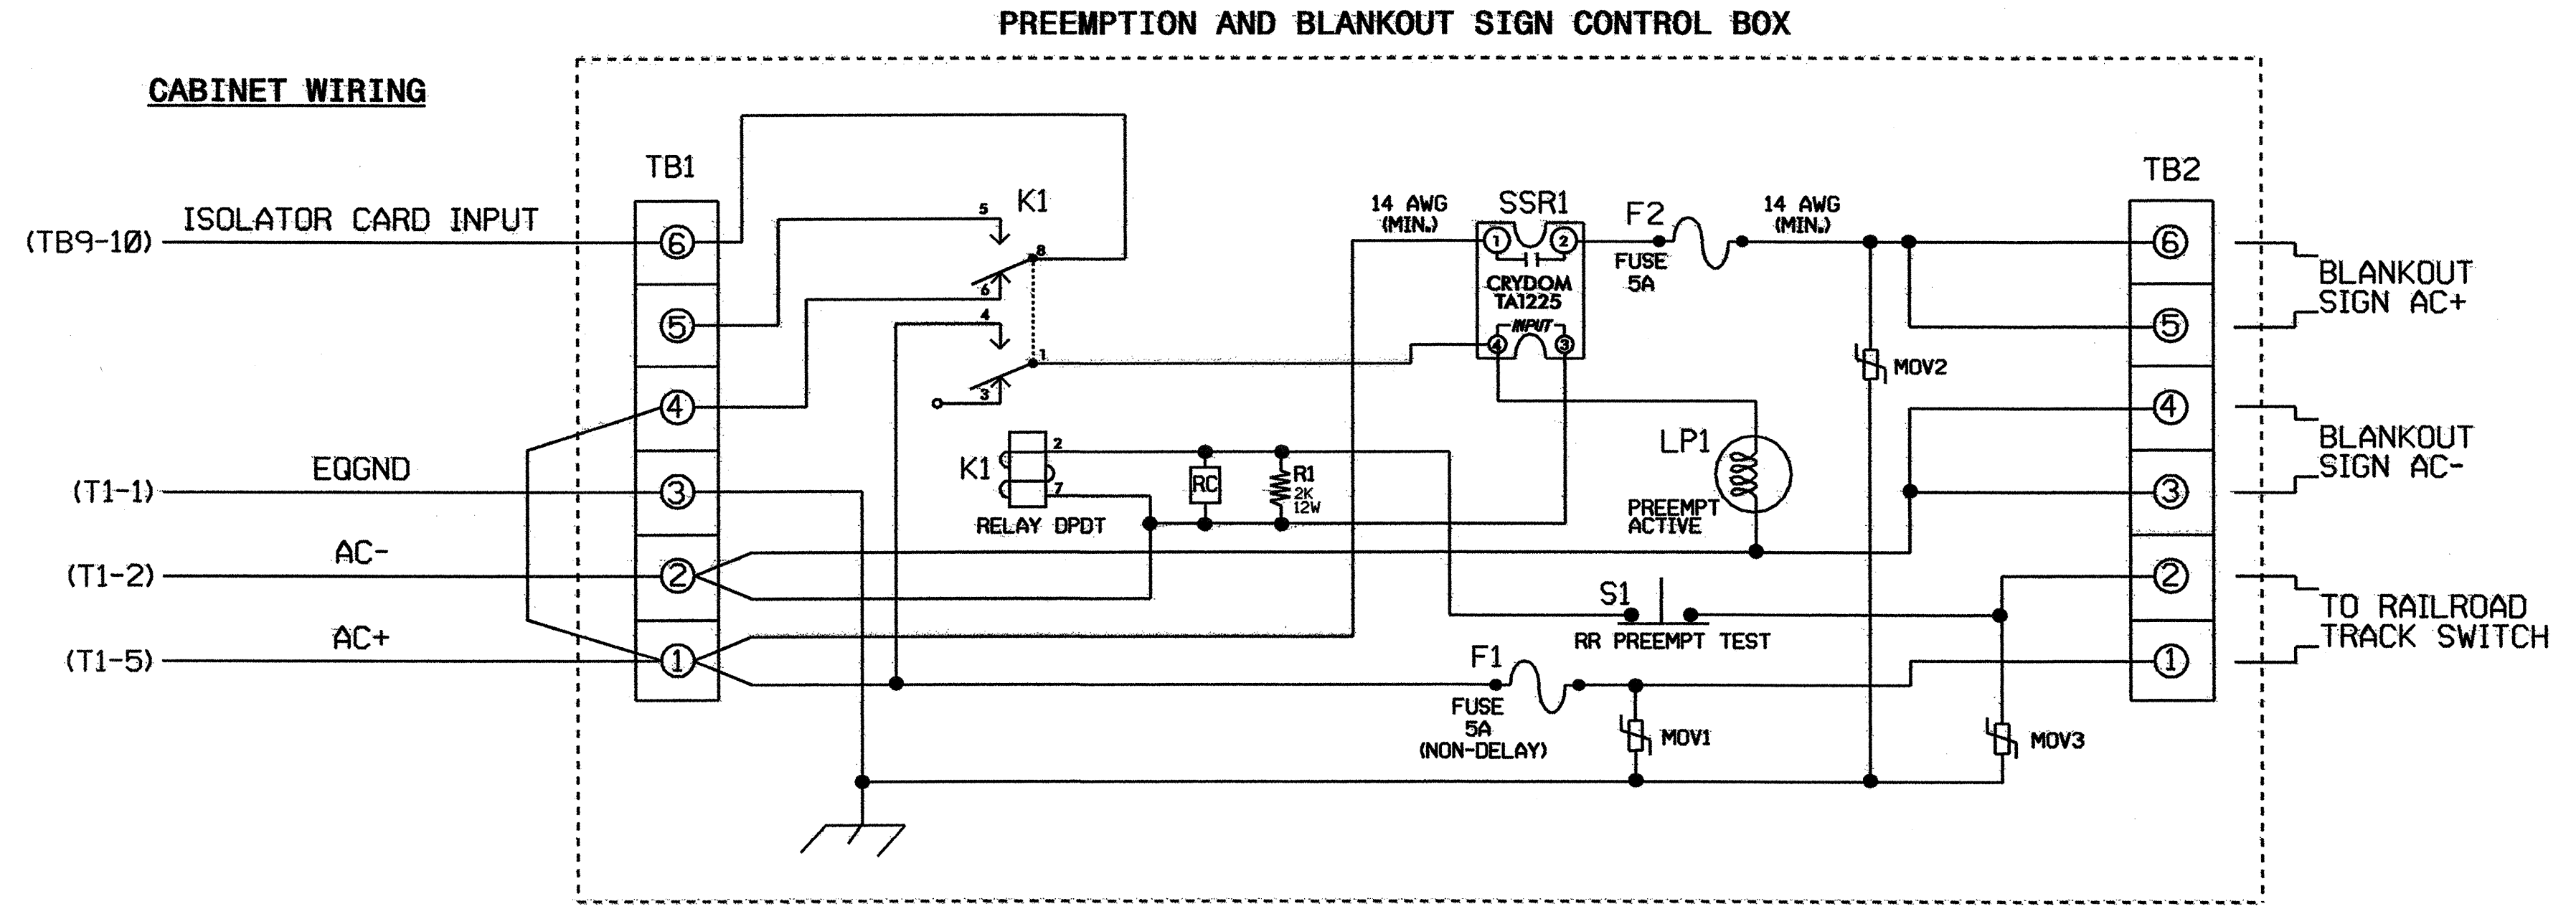 PREEMPTION AND BLANKOUT SIGN CONTROL BOX
CABINET WIRING
TB1
TB2
(TB9-10)
ISOLATOR CARD INPUT
6
5
4
3
2
1
EQGND
(T1-1)
AC-
(T1-2)
AC+
(T1-5)
K1
5
8
6
4
1
3
K1
2
7
RELAY DPDT
RC
R1
2K
12W
14 AWG
(MIN.)
SSR1
1
2
CRYDOM
TA1225
INPUT
4
3
F2
FUSE
5A
14 AWG
(MIN.)
MOV2
LP1
PREEMPT
ACTIVE
S1
RR PREEMPT TEST
F1
FUSE
5A
(NON-DELAY)
MOV1
MOV3
6
5
4
3
2
1
BLANKOUT
SIGN AC+
BLANKOUT
SIGN AC-
TO RAILROAD
TRACK SWITCH